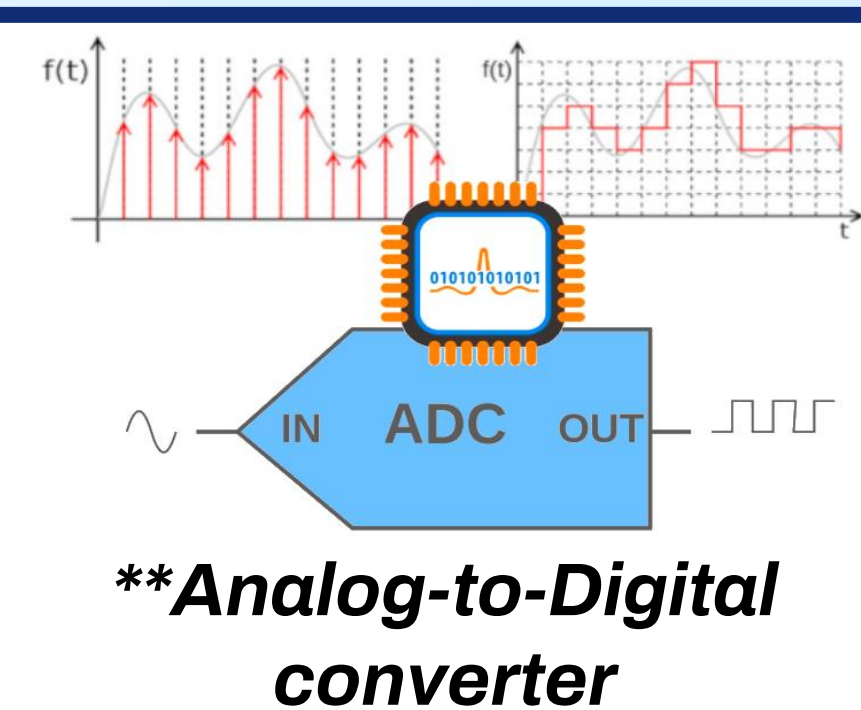 f(t)
f(t)
t
010101010101
IN ADC OUT
**Analog-to-Digital
converter